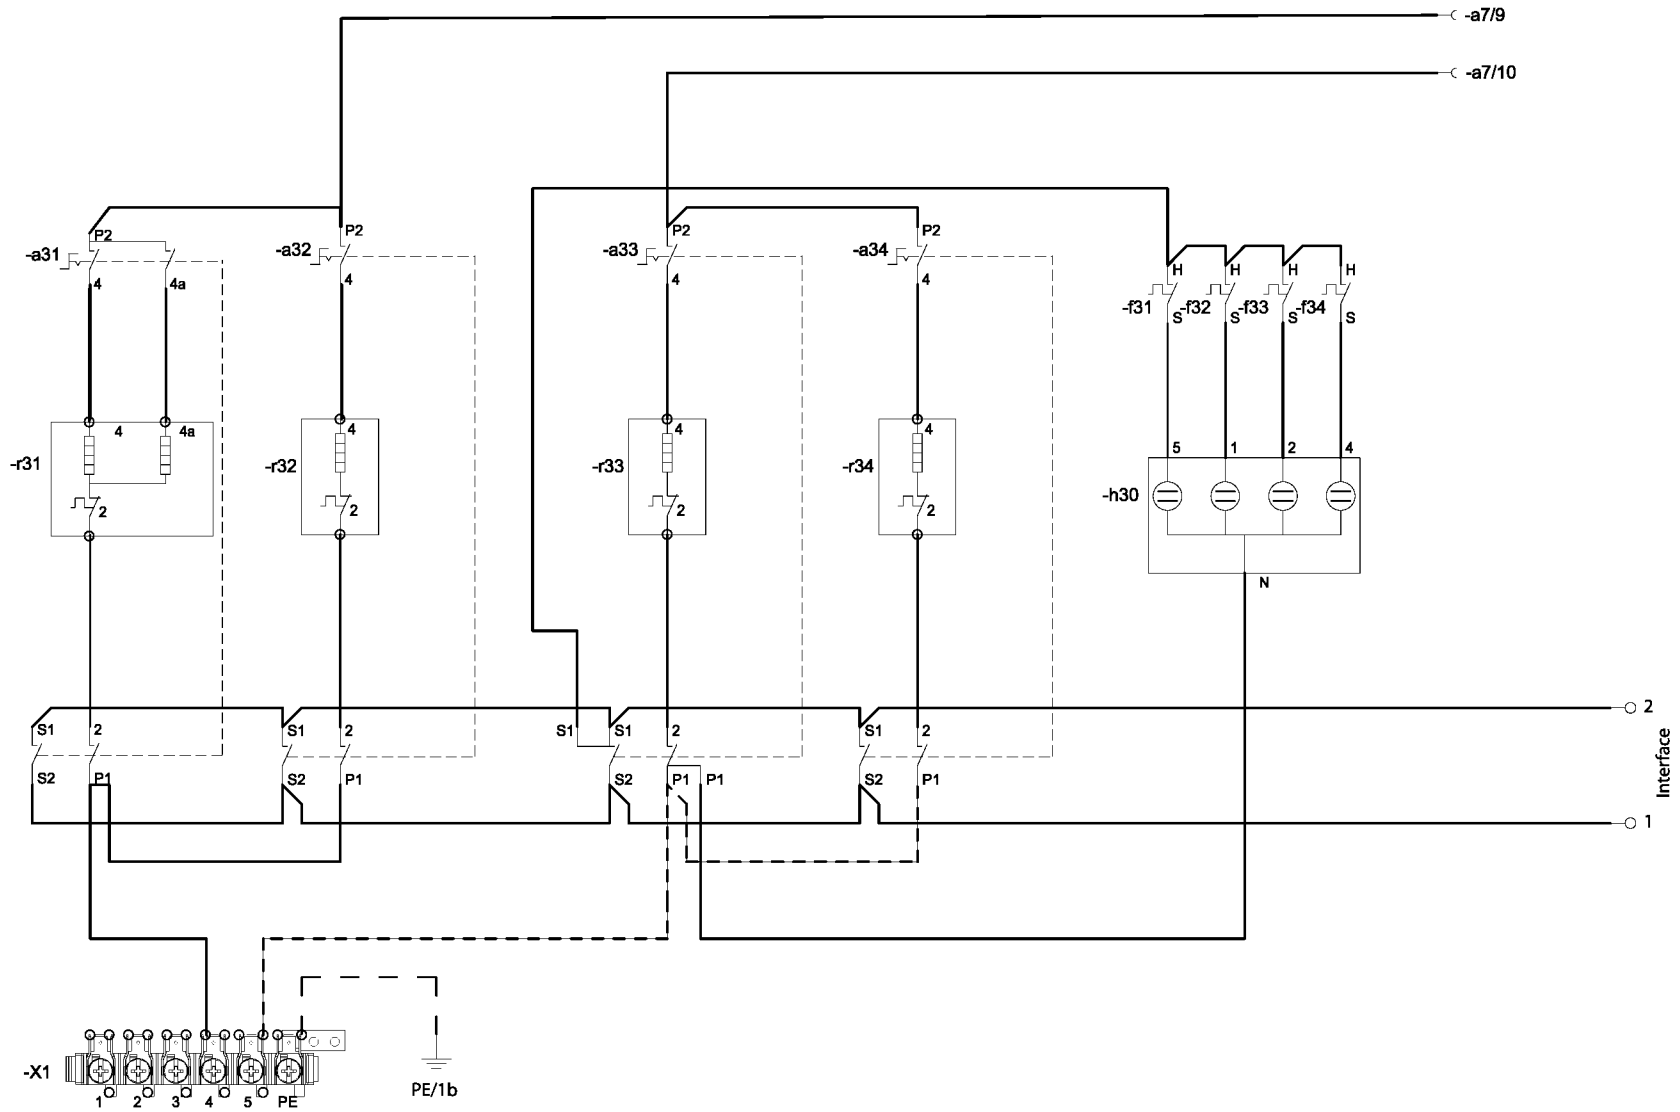 -a7/9
-a7/10
P2 P2 P2 P2
-a31 -a32 -a33 -a34
4 4a 4 4 4
H H H H
-f31 -f32 -f33 -f34
S S S S
4 4a 4 4 4
5 1 2 4
-r31 -r32 -r33 -r34
-h30
2 2 2 2
N
2
S1 2 S1 2 S1 S1 2 S1 2
Interface
S2 P1 S2 P1 S2 P1 P1 S2 P1
1
-X1
1 2 3 4 5 PE
PE/1b